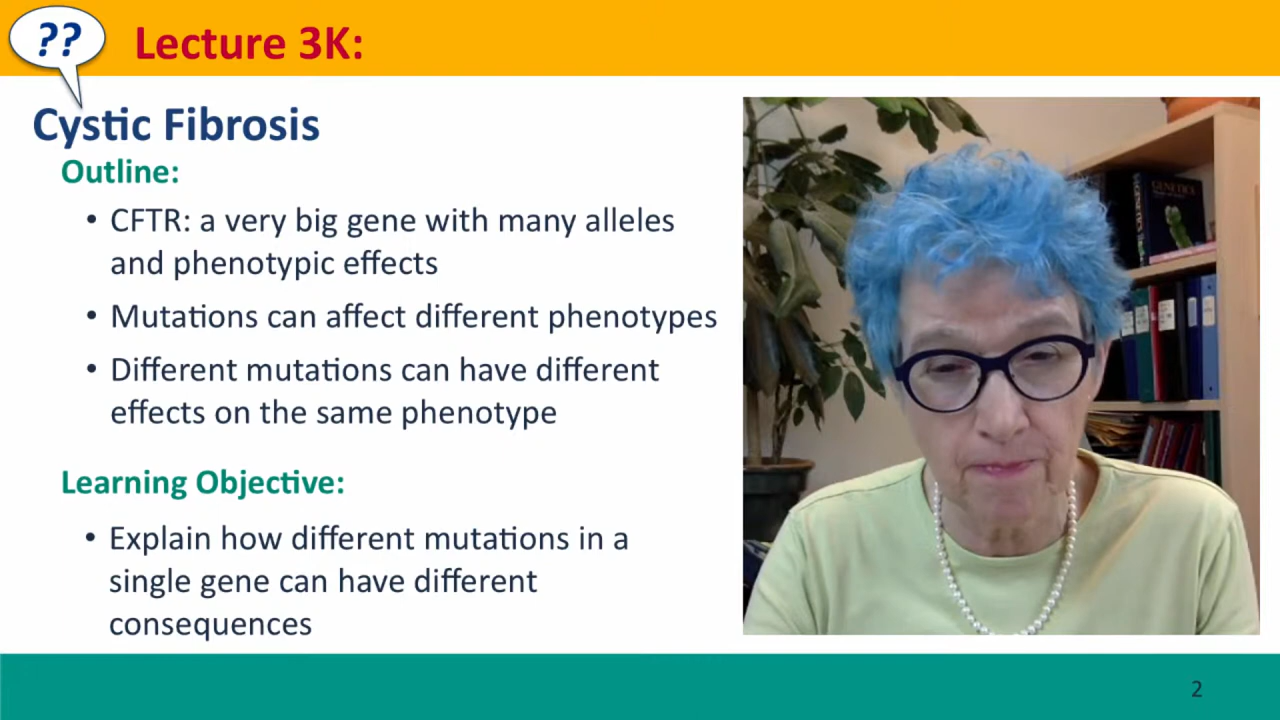 ??
Lecture 3K:
Cystic Fibrosis
Outline:
• CFTR: a very big gene with many alleles
and phenotypic effects
• Mutations can affect different phenotypes
• Different mutations can have different
effects on the same phenotype
Learning Objective:
• Explain how different mutations in a
single gene can have different
consequences
GENETICS
2